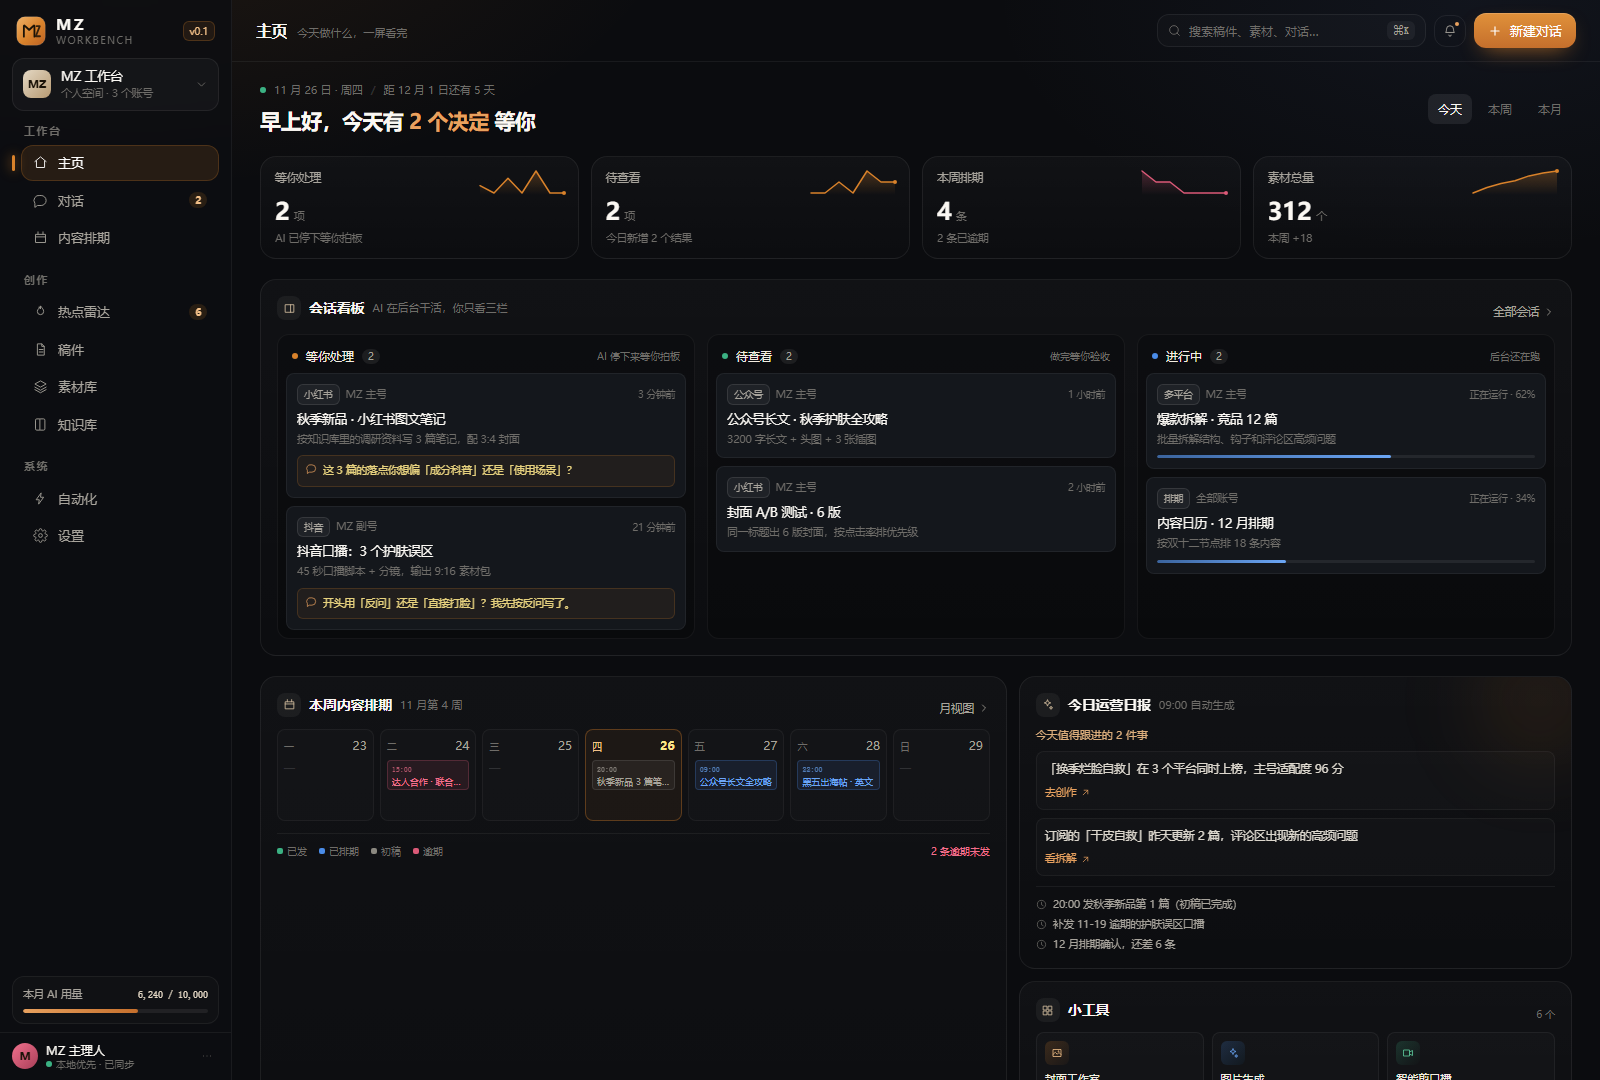 MZ
WORKBENCH
v0.1
MZ
MZ 工作台
个人空间 · 3 个账号
工作台
主页
对话
2
内容排期
创作
热点雷达
6
稿件
素材库
知识库
系统
自动化
设置
本月 AI 用量
6,240 / 10,000
M
MZ 主理人
本地优先 · 已同步
主页
今天做什么，一屏看完
搜索稿件、素材、对话...
⌘K
新建对话
11 月 26 日 · 周四 / 距 12 月 1 日还有 5 天
早上好，今天有 2 个决定 等你
今天
本周
本月
等你处理
2 项
AI 已停下等你拍板
待查看
2 项
今日新增 2 个结果
本周排期
4 条
2 条已逾期
素材总量
312 个
本周 +18
会话看板
AI 在后台干活，你只看三栏
全部会话
等你处理 2
AI 停下来等你拍板
小红书 MZ 主号
3 分钟前
秋季新品 · 小红书图文笔记
按知识库里的调研资料写 3 篇笔记，配 3:4 封面
这 3 篇的落点你想偏「成分科普」还是「使用场景」？
抖音 MZ 副号
21 分钟前
抖音口播：3 个护肤误区
45 秒口播脚本 + 分镜，输出 9:16 素材包
开头用「反问」还是「直接打脸」？我先按反问写了。
待查看 2
做完等你验收
公众号 MZ 主号
1 小时前
公众号长文 · 秋季护肤全攻略
3200 字长文 + 头图 + 3 张插图
小红书 MZ 主号
2 小时前
封面 A/B 测试 · 6 版
同一标题出 6 版封面，按点击率排优先级
进行中 2
后台还在跑
多平台 MZ 主号
正在运行 · 62%
爆款拆解 · 竞品 12 篇
批量拆解结构、钩子和评论区高频问题
排期 全部账号
正在运行 · 34%
内容日历 · 12 月排期
按双十二节点排 18 条内容
本周内容排期
11 月第 4 周
月视图
一 23
—
二 24
15:00
达人合作 · 联合...
三 25
—
四 26
20:00
秋季新品 3 篇笔...
五 27
09:00
公众号长文全攻略
六 28
22:00
黑五出海帖 · 英文
日 29
—
已发
已排期
初稿
逾期
2 条逾期未发
今日运营日报
09:00 自动生成
今天值得跟进的 2 件事
「换季烂脸自救」在 3 个平台同时上榜，主号适配度 96 分
去创作 ↗
订阅的「干皮自救」昨天更新 2 篇，评论区出现新的高频问题
看拆解 ↗
20:00 发秋季新品第 1 篇（初稿已完成）
补发 11-19 逾期的护肤误区口播
12 月排期确认，还差 6 条
小工具
6 个
封面工作室
图片生成
智能剪口播